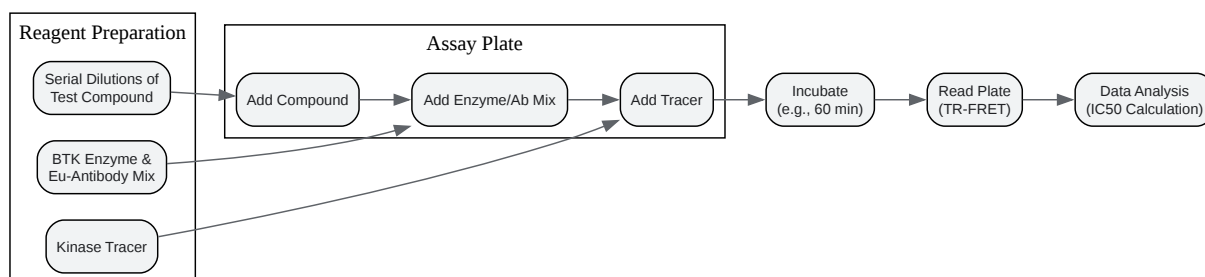 Reagent Preparation
Serial Dilutions of
Test Compound
BTK Enzyme &
Eu-Antibody Mix
Kinase Tracer
Assay Plate
Add Compound
Add Enzyme/Ab Mix
Add Tracer
Incubate
(e.g., 60 min)
Read Plate
(TR-FRET)
Data Analysis
(IC50 Calculation)